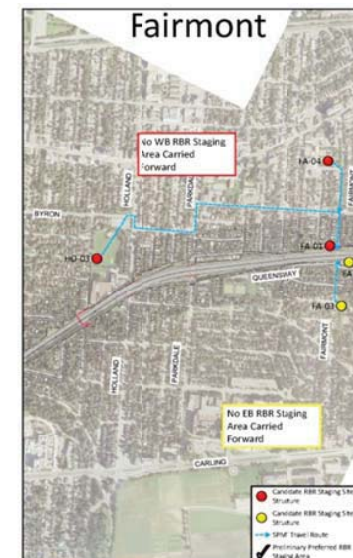 Fairmont
No WB RBR Staging
Area Carried
Forward
FA-04
HOLLAND
PARKDALE
FAIRMONT
BYRON
HO-03
FA-01
QUEENSWAY
FA-03
FAIRMONT
HOLLAND
PARKDALE
No EB RBR Staging
Area Carried
Forward
CARLING
Candidate RBR Staging Site
Structure
Candidate RBR Staging Site
Structure
SPMT Travel Route
Preliminary Preferred RBR
Staging Area